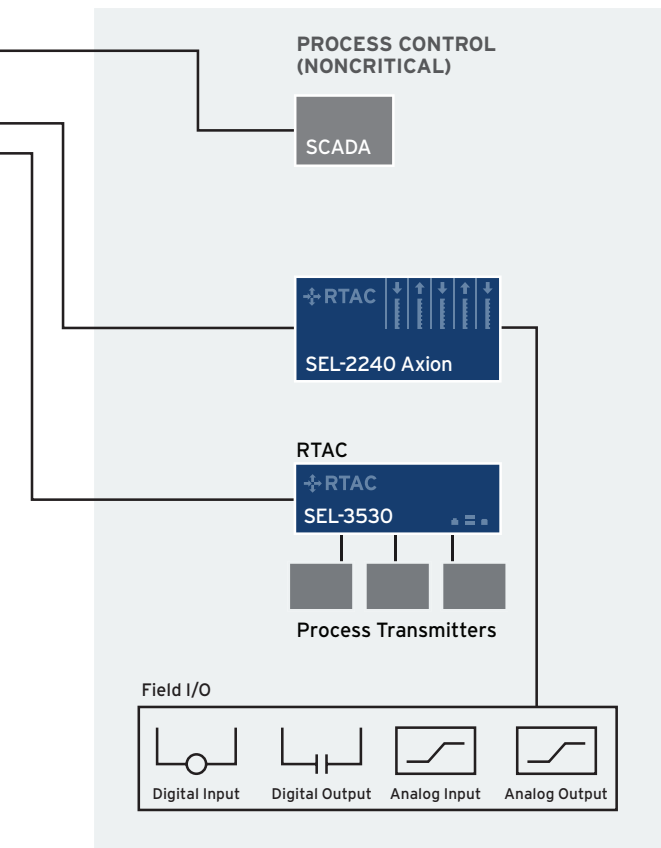 PROCESS CONTROL
(NONCRITICAL)
SCADA
RTAC
SEL-2240 Axion
RTAC
RTAC
SEL-3530
Process Transmitters
Field I/O
Digital Input
Digital Output
Analog Input
Analog Output